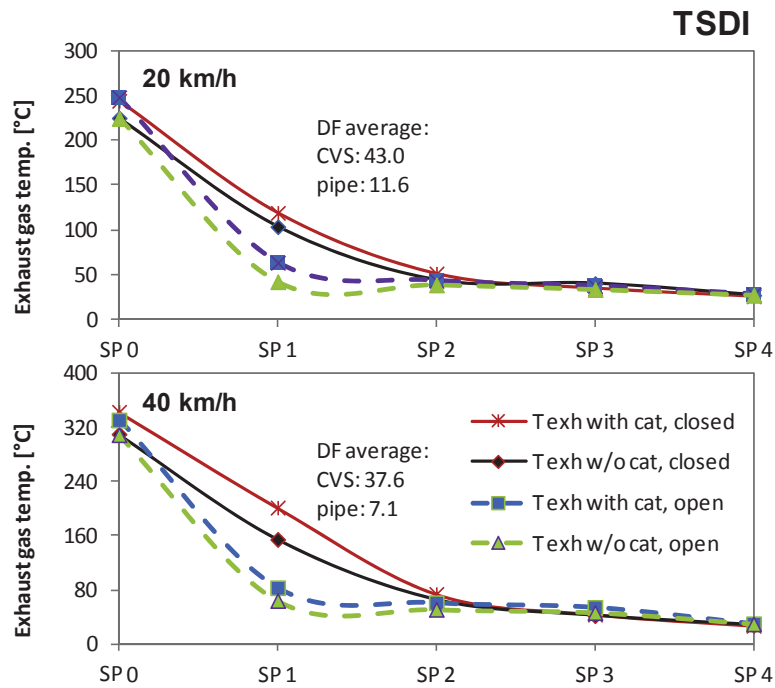 TSDI
Exhaust gas temp. [°C]
300
250
200
150
100
50
0
20 km/h
DF average:
CVS: 43.0
pipe: 11.6
SP 0
SP 1
SP 2
SP 3
SP 4
Exhaust gas temp. [°C]
400
320
240
160
80
0
40 km/h
DF average:
CVS: 37.6
pipe: 7.1
Texh with cat, closed
Texh w/o cat, closed
Texh with cat, open
Texh w/o cat, open
SP 0
SP 1
SP 2
SP 3
SP 4